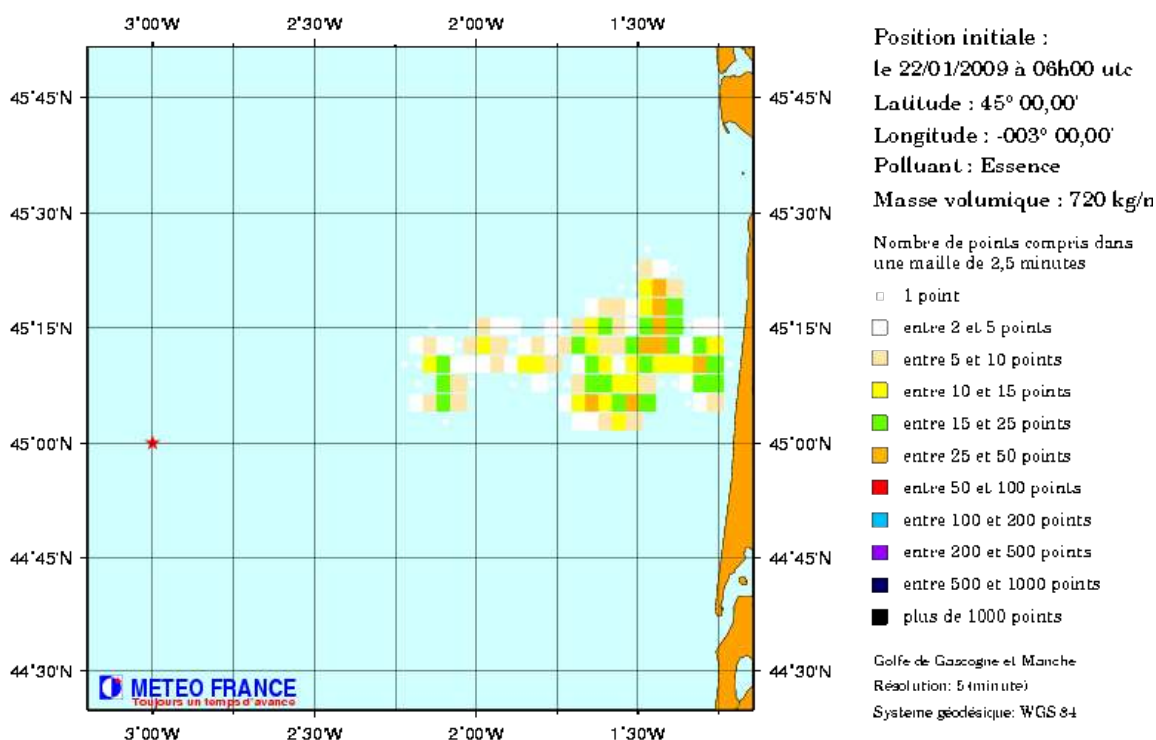 3°00'W 2°30'W 2°00'W 1°30'W
45°45'N 45°45'N
45°30'N 45°30'N
45°15'N 45°15'N
45°00'N 45°00'N
44°45'N 44°45'N
44°30'N 44°30'N
METEO FRANCE
Toujours un temps d'avance
3°00'W 2°30'W 2°00'W 1°30'W
Position initiale :
le 22/01/2009 à 06h00 utc
Latitude : 45° 00,00'
Longitude : -003° 00,00'
Polluant : Essence
Masse volumique : 720 kg/m
Nombre de points compris dans
une maille de 2,5 minutes
1 point
entre 2 et 5 points
entre 5 et 10 points
entre 10 et 15 points
entre 15 et 25 points
entre 25 et 50 points
entre 50 et 100 points
entre 100 et 200 points
entre 200 et 500 points
entre 500 et 1000 points
plus de 1000 points
Golfe de Gascogne et Manche
Résolution: 5 (minute)
Systeme géodésique: WGS 84